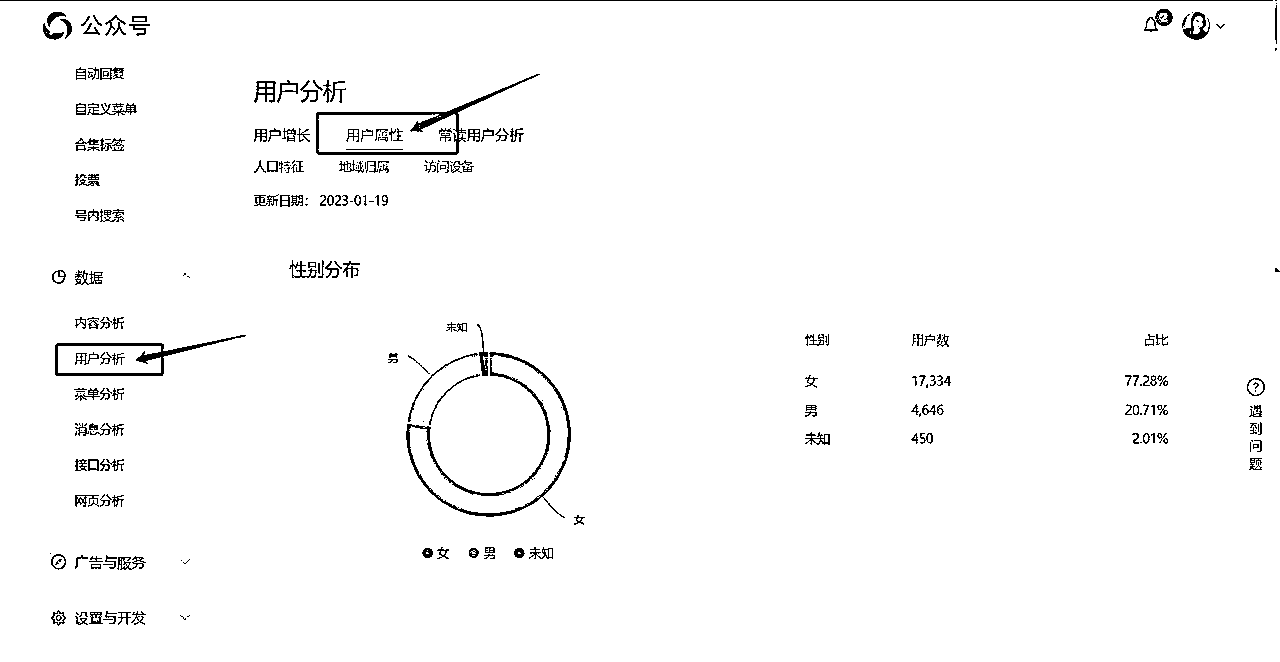 公众号
2
自动回复
自定义菜单
合集标签
投票
号内搜索
数据
内容分析
用户分析
菜单分析
消息分析
接口分析
网页分析
广告与服务
设置与开发
用户分析
用户增长 用户属性 常读用户分析
人口特征 地域归属 访问设备
更新日期： 2023-01-19
性别分布
未知
男
女
女 男 未知
性别 用户数 占比
女 17,334 77.28%
男 4,646 20.71%
未知 450 2.01%
?
遇到问题